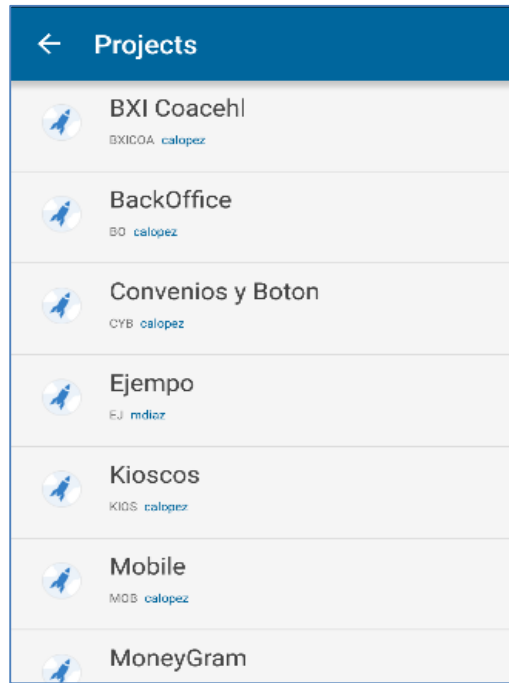 Projects
BXI Coacehl
BXICOA calopez
BackOffice
BO calopez
Convenios y Boton
CYB calopez
Ejempo
EJ mdiaz
Kioscos
KIOS calopez
Mobile
MOB calopez
MoneyGram